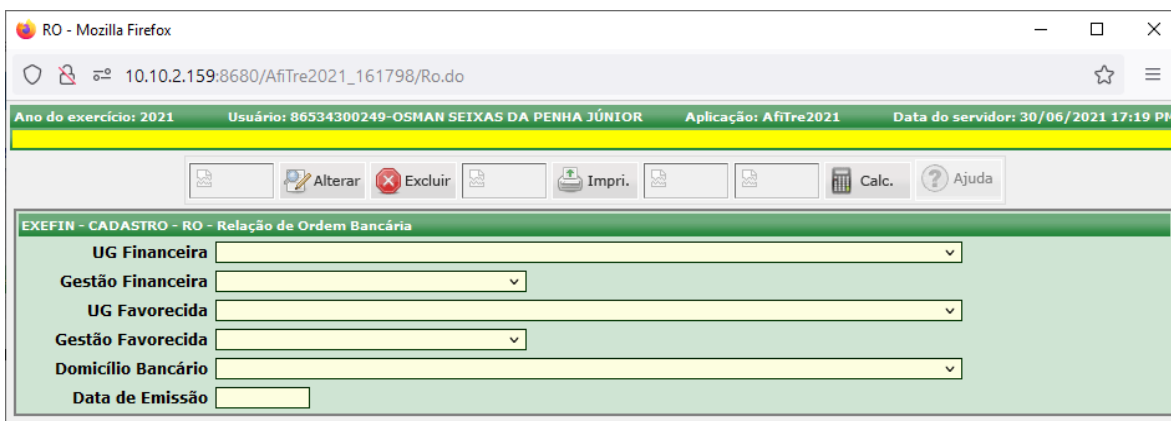 RO - Mozilla Firefox
10.10.2.159:8680/AfiTre2021_161798/Ro.do
Ano do exercício: 2021 Usuário: 86534300249-OSMAN SEIXAS DA PENHA JÚNIOR Aplicação: AfiTre2021 Data do servidor: 30/06/2021 17:19 PM
Alterar Excluir Impri. Calc. Ajuda
EXEFIN - CADASTRO - RO - Relação de Ordem Bancária
UG Financeira
Gestão Financeira
UG Favorecida
Gestão Favorecida
Domicílio Bancário
Data de Emissão